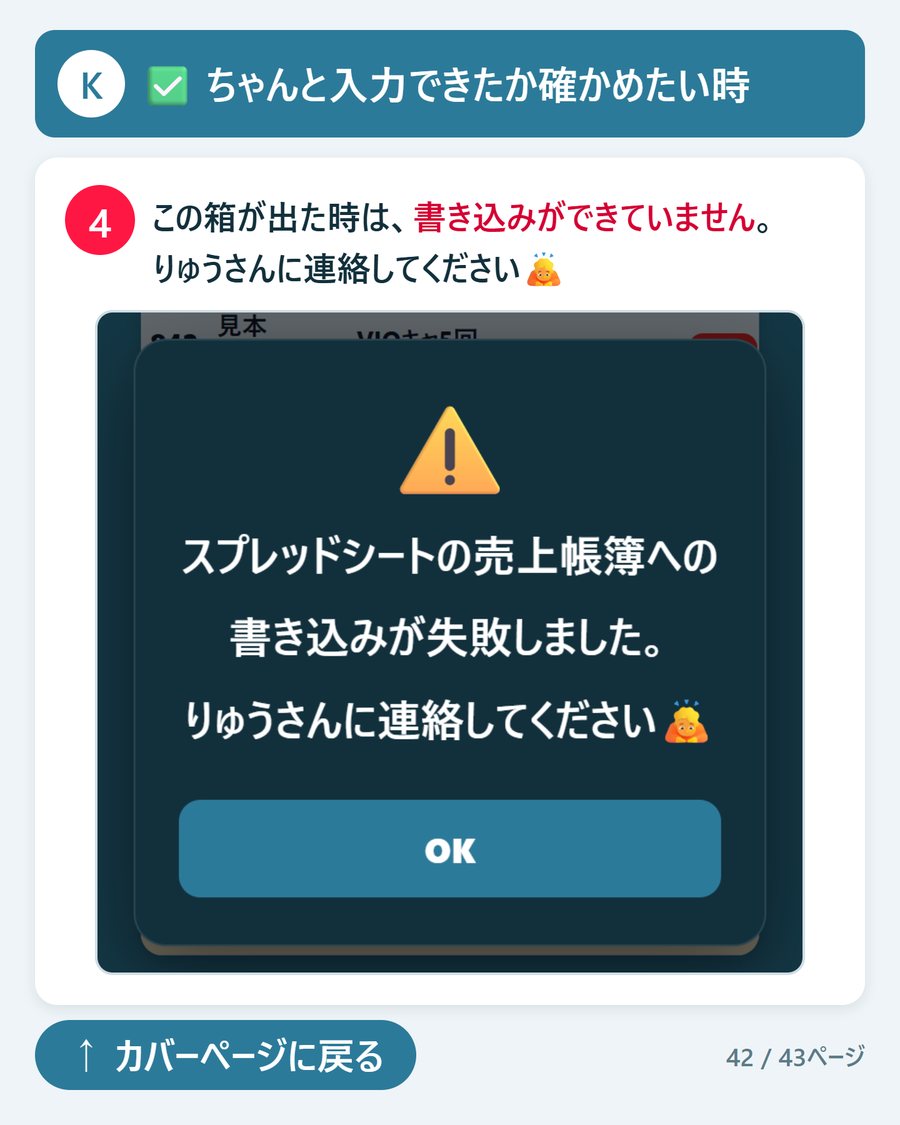 K ✅ ちゃんと入力できたか確かめたい時
4 この箱が出た時は、書き込みができていません。
りゅうさんに連絡してください🙇
見本
スプレッドシートの売上帳簿への
書き込みが失敗しました。
りゅうさんに連絡してください🙇
OK
↑ カバーページに戻る
42 / 43ページ